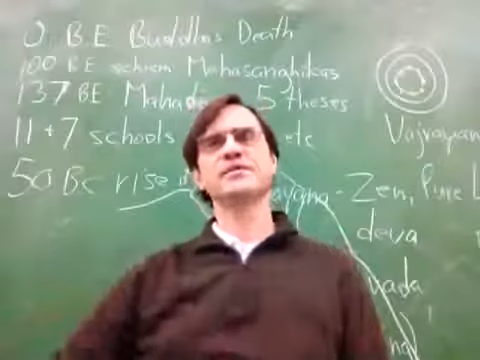 0 B.E Buddhas Death
100 BE schism Mahasanghikas
137 BE Mahade 5 theses
11 + 7 schools etc
Vajrayan
50 BC rise
ayana - Zen, Pure L
deva
vada